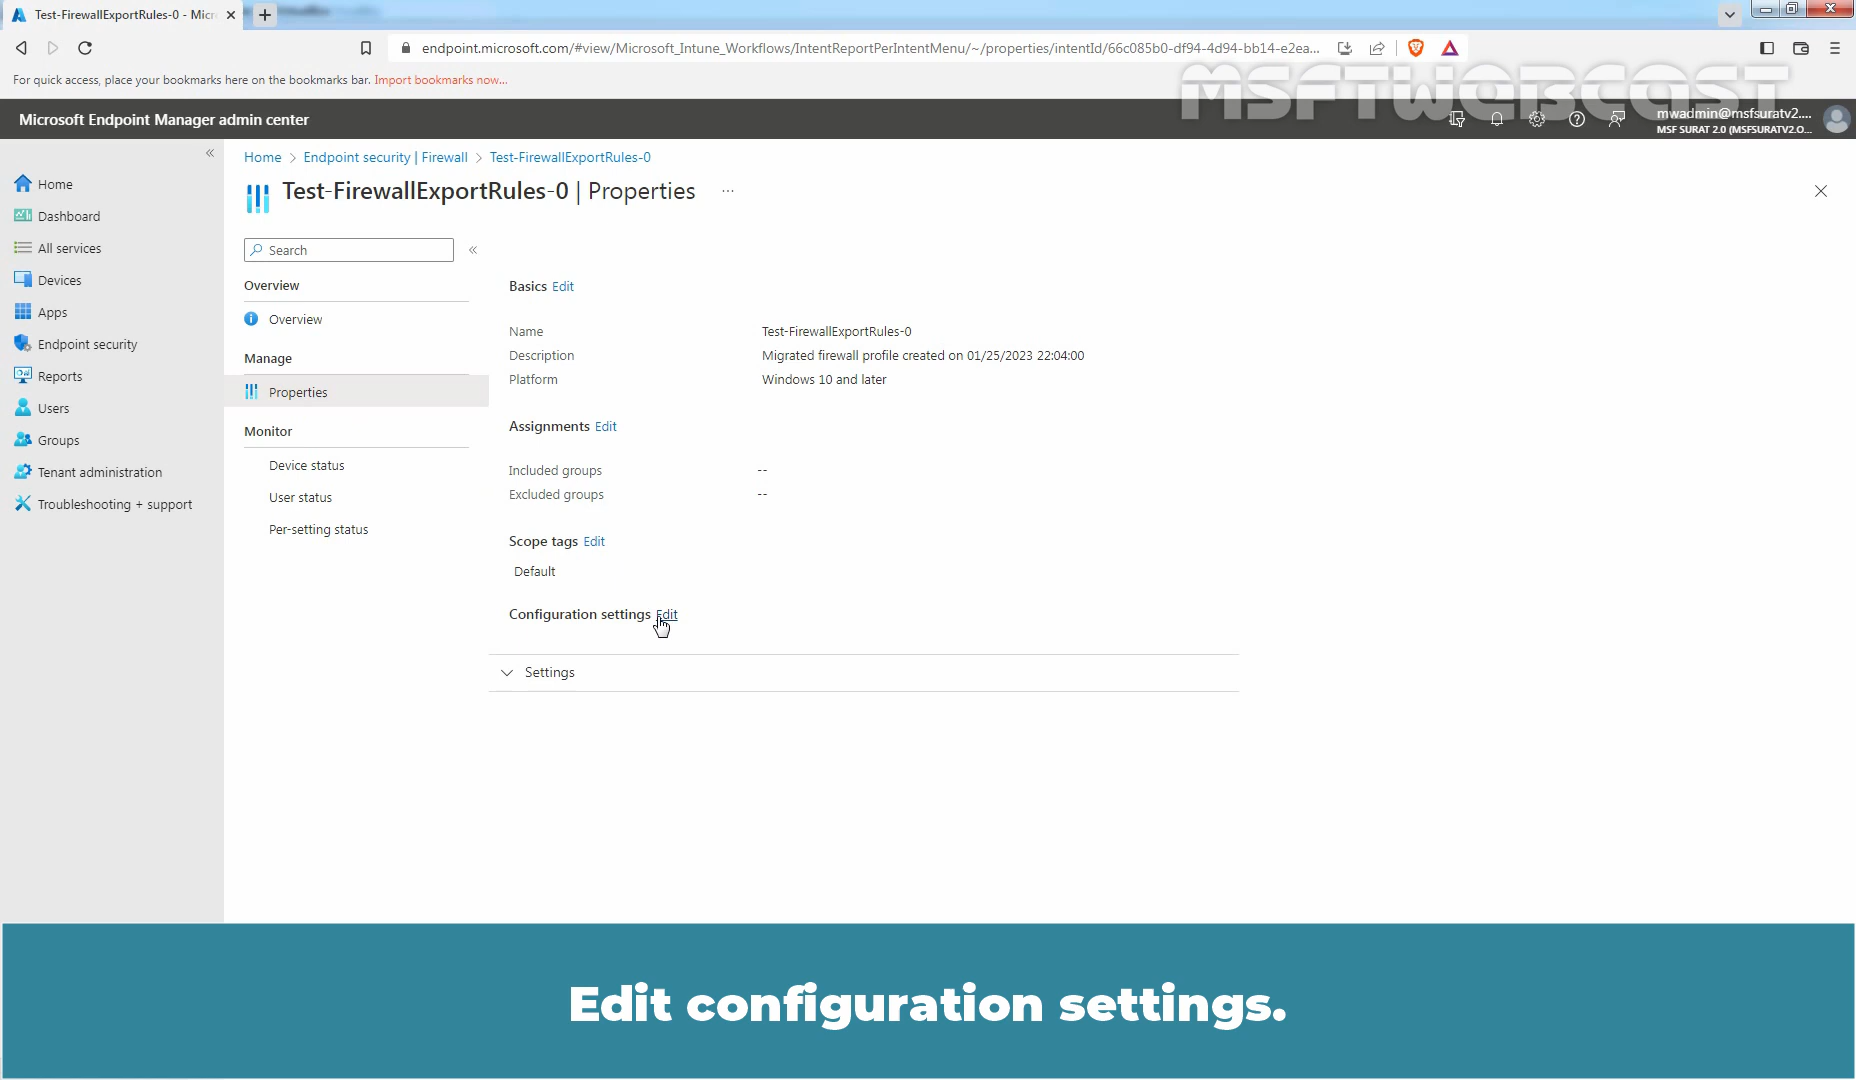 Test-FirewallExportRules-0 - Micr
endpoint.microsoft.com/#view/Microsoft_Intune_Workflows/IntentReportPerIntentMenu/~/properties/intentId/66c085b0-df94-4d94-bb14-e2ea...
For quick access, place your bookmarks here on the bookmarks bar. Import bookmarks now...
MSFTWEBCAST
Microsoft Endpoint Manager admin center
mwadmin@msfsuratv2....
MSF SURAT 2.0 (MSFSURATV2.O...
Home > Endpoint security | Firewall > Test-FirewallExportRules-0
Test-FirewallExportRules-0 | Properties ...
Home
Dashboard
All services
Devices
Apps
Endpoint security
Reports
Users
Groups
Tenant administration
Troubleshooting + support
Search
Overview
Overview
Manage
Properties
Monitor
Device status
User status
Per-setting status
Basics Edit
Name Test-FirewallExportRules-0
Description Migrated firewall profile created on 01/25/2023 22:04:00
Platform Windows 10 and later
Assignments Edit
Included groups --
Excluded groups --
Scope tags Edit
Default
Configuration settings Edit
Settings
Edit configuration settings.